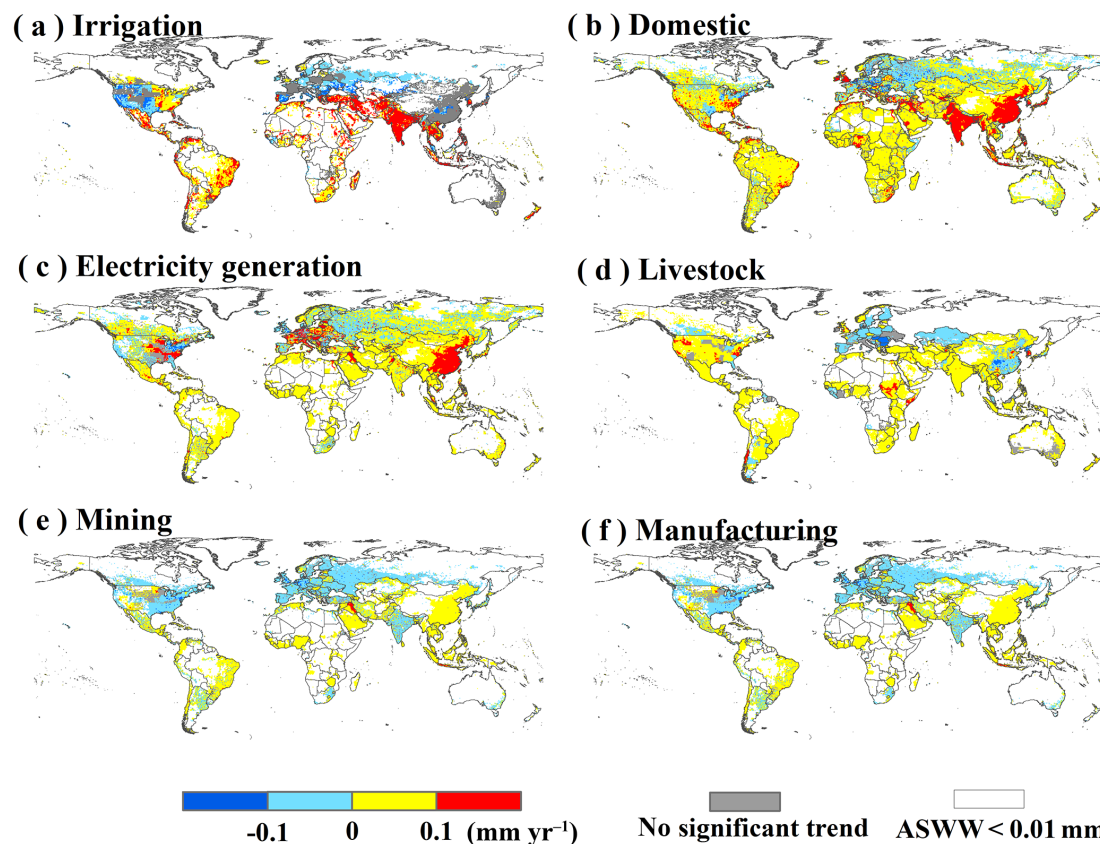 ( a ) Irrigation
( b ) Domestic
( c ) Electricity generation
( d ) Livestock
( e ) Mining
( f ) Manufacturing
-0.1 0 0.1 (mm yr⁻¹)
No significant trend
ASWW < 0.01 mm